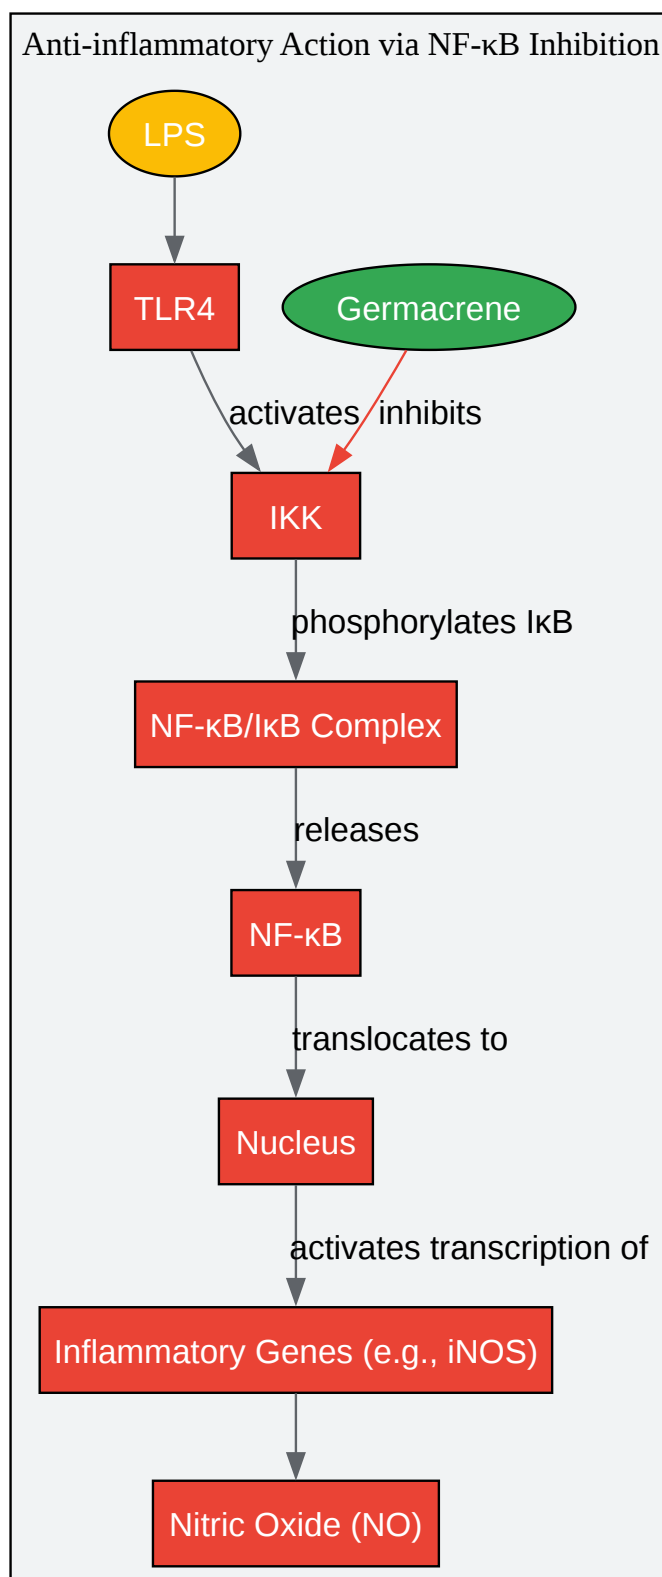 Anti-inflammatory Action via NF-κB Inhibition
LPS
TLR4
Germacrene
activates
inhibits
IKK
phosphorylates IκB
NF-κB/IκB Complex
releases
NF-κB
translocates to
Nucleus
activates transcription of
Inflammatory Genes (e.g., iNOS)
Nitric Oxide (NO)